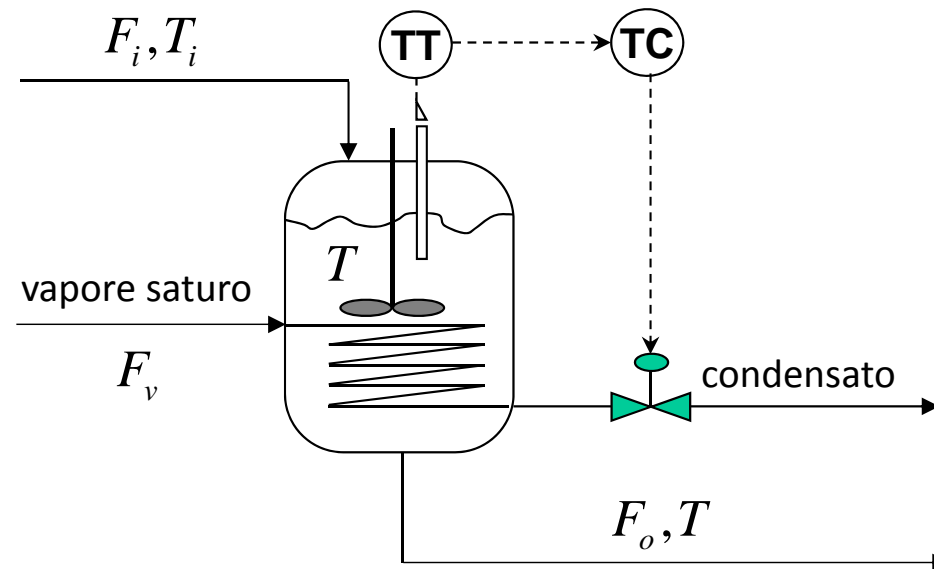 F_i, T_i
TT
TC
T
vapore saturo
F_v
condensato
F_o, T